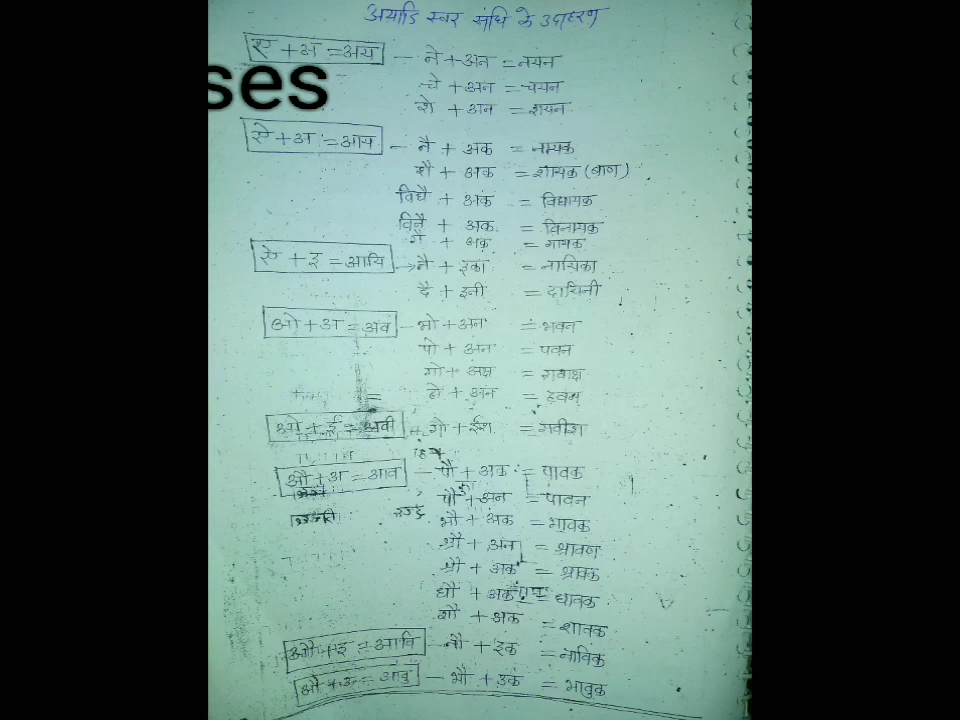 अयादि स्वर संधि के उदाहरण
ए + अ = अय — ने + अन = नयन
ses
चे + अन = चयन
शे + अन = शयन
ऐ + अ = आय — नै + अक = नायक
शै + अक = शायक (बाण)
विधै + अक = विधायक
विनै + अक = विनायक
गै + अक = गायक
ऐ + इ = आयि → नै + इका = नायिका
दै + इनी = दायिनी
ओ + अ = अव — भो + अन = भवन
पो + अन = पवन
गो + अक्ष = गवाक्ष
हो + अन = हवन
ओ + ई = अवी गो + ईश = गवीश
औ + अ = आव — पौ + अक = पावक
पौ + अन = पावन
भौ + अक = भावक
श्रौ + अन = श्रावण
श्रौ + अक = श्रावक
धौ + अक = धावक
शौ + अक = शावक
औ + इ = आवि — नौ + इक = नाविक
औ + उ = आवु — भौ + उक = भावुक